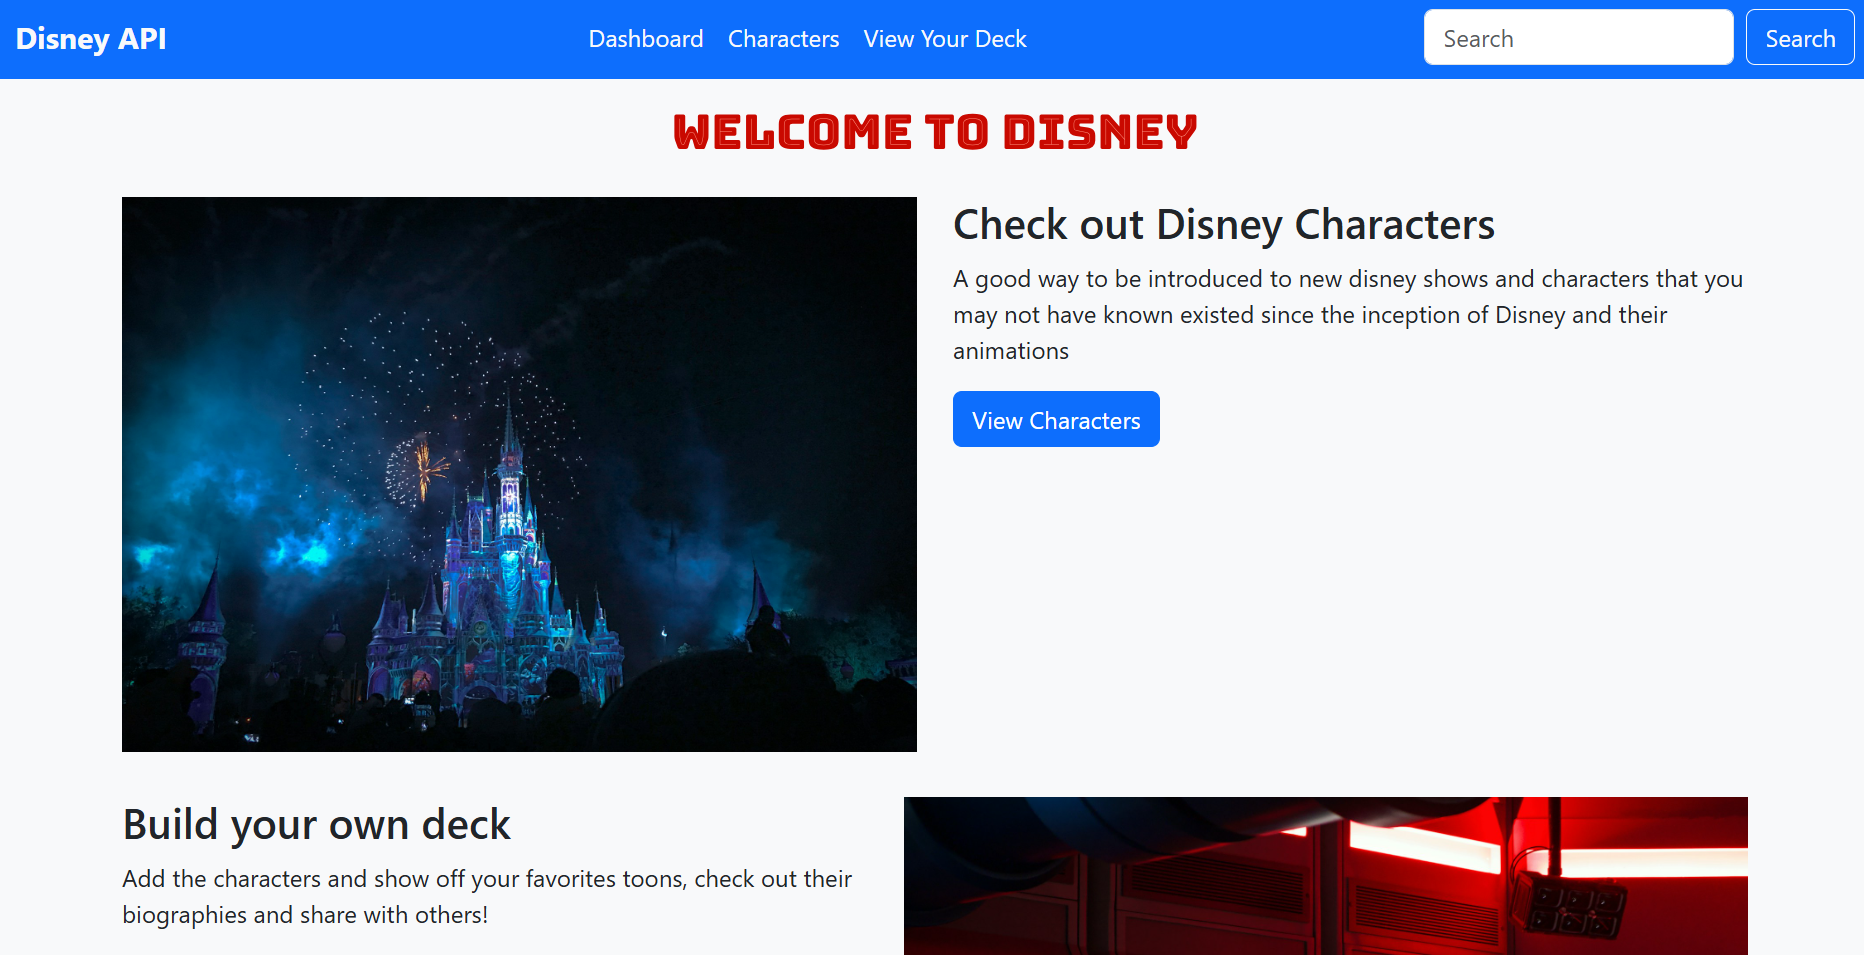 Disney API
Dashboard Characters View Your Deck
Search
Search
WELCOME TO DISNEY
Check out Disney Characters
A good way to be introduced to new disney shows and characters that you
may not have known existed since the inception of Disney and their
animations
View Characters
Build your own deck
Add the characters and show off your favorites toons, check out their
biographies and share with others!